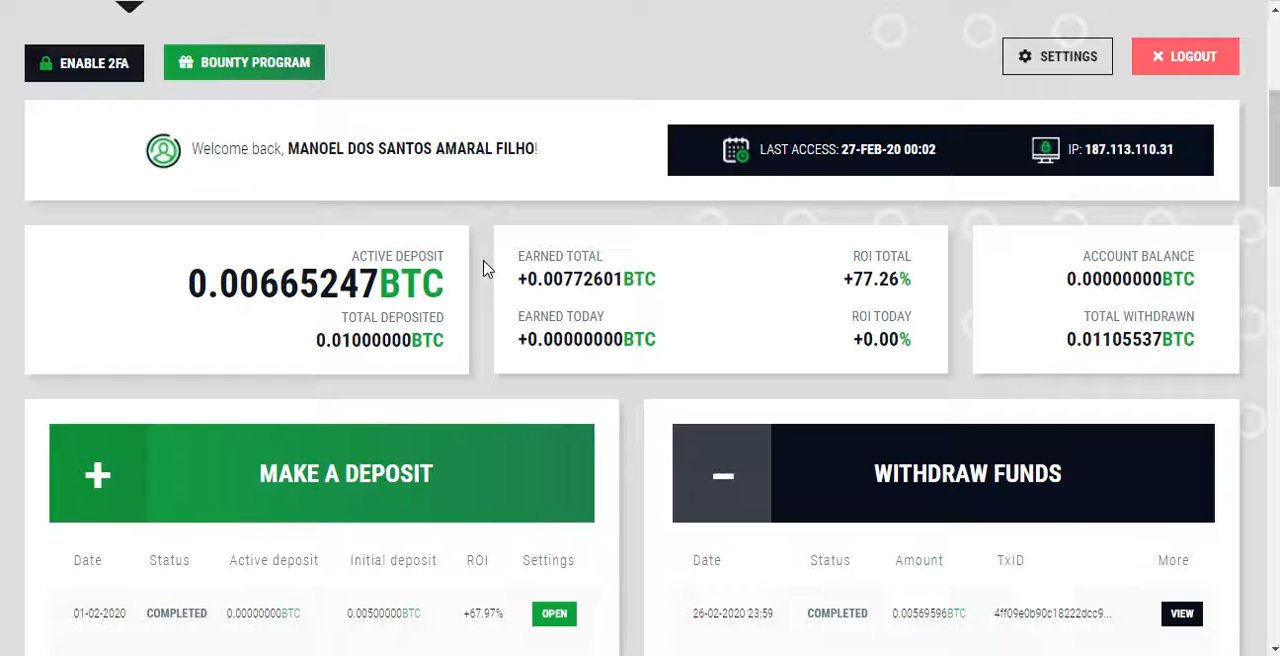 ENABLE 2FA
BOUNTY PROGRAM
SETTINGS
LOGOUT
Welcome back, MANOEL DOS SANTOS AMARAL FILHO!
LAST ACCESS: 27-FEB-20 00:02
IP: 187.113.110.31
ACTIVE DEPOSIT
0.00665247BTC
TOTAL DEPOSITED
0.01000000BTC
EARNED TOTAL
+0.00772601BTC
EARNED TODAY
+0.00000000BTC
ROI TOTAL
+77.26%
ROI TODAY
+0.00%
ACCOUNT BALANCE
0.00000000BTC
TOTAL WITHDRAWN
0.01105537BTC
+ MAKE A DEPOSIT
Date Status Active deposit Initial deposit ROI Settings
01-02-2020 COMPLETED 0.00000000BTC 0.00500000BTC +67.97% OPEN
WITHDRAW FUNDS
Date Status Amount TxID More
26-02-2020 23:59 COMPLETED 0.00569596BTC 4ff09e0b90c18222dcc9... VIEW